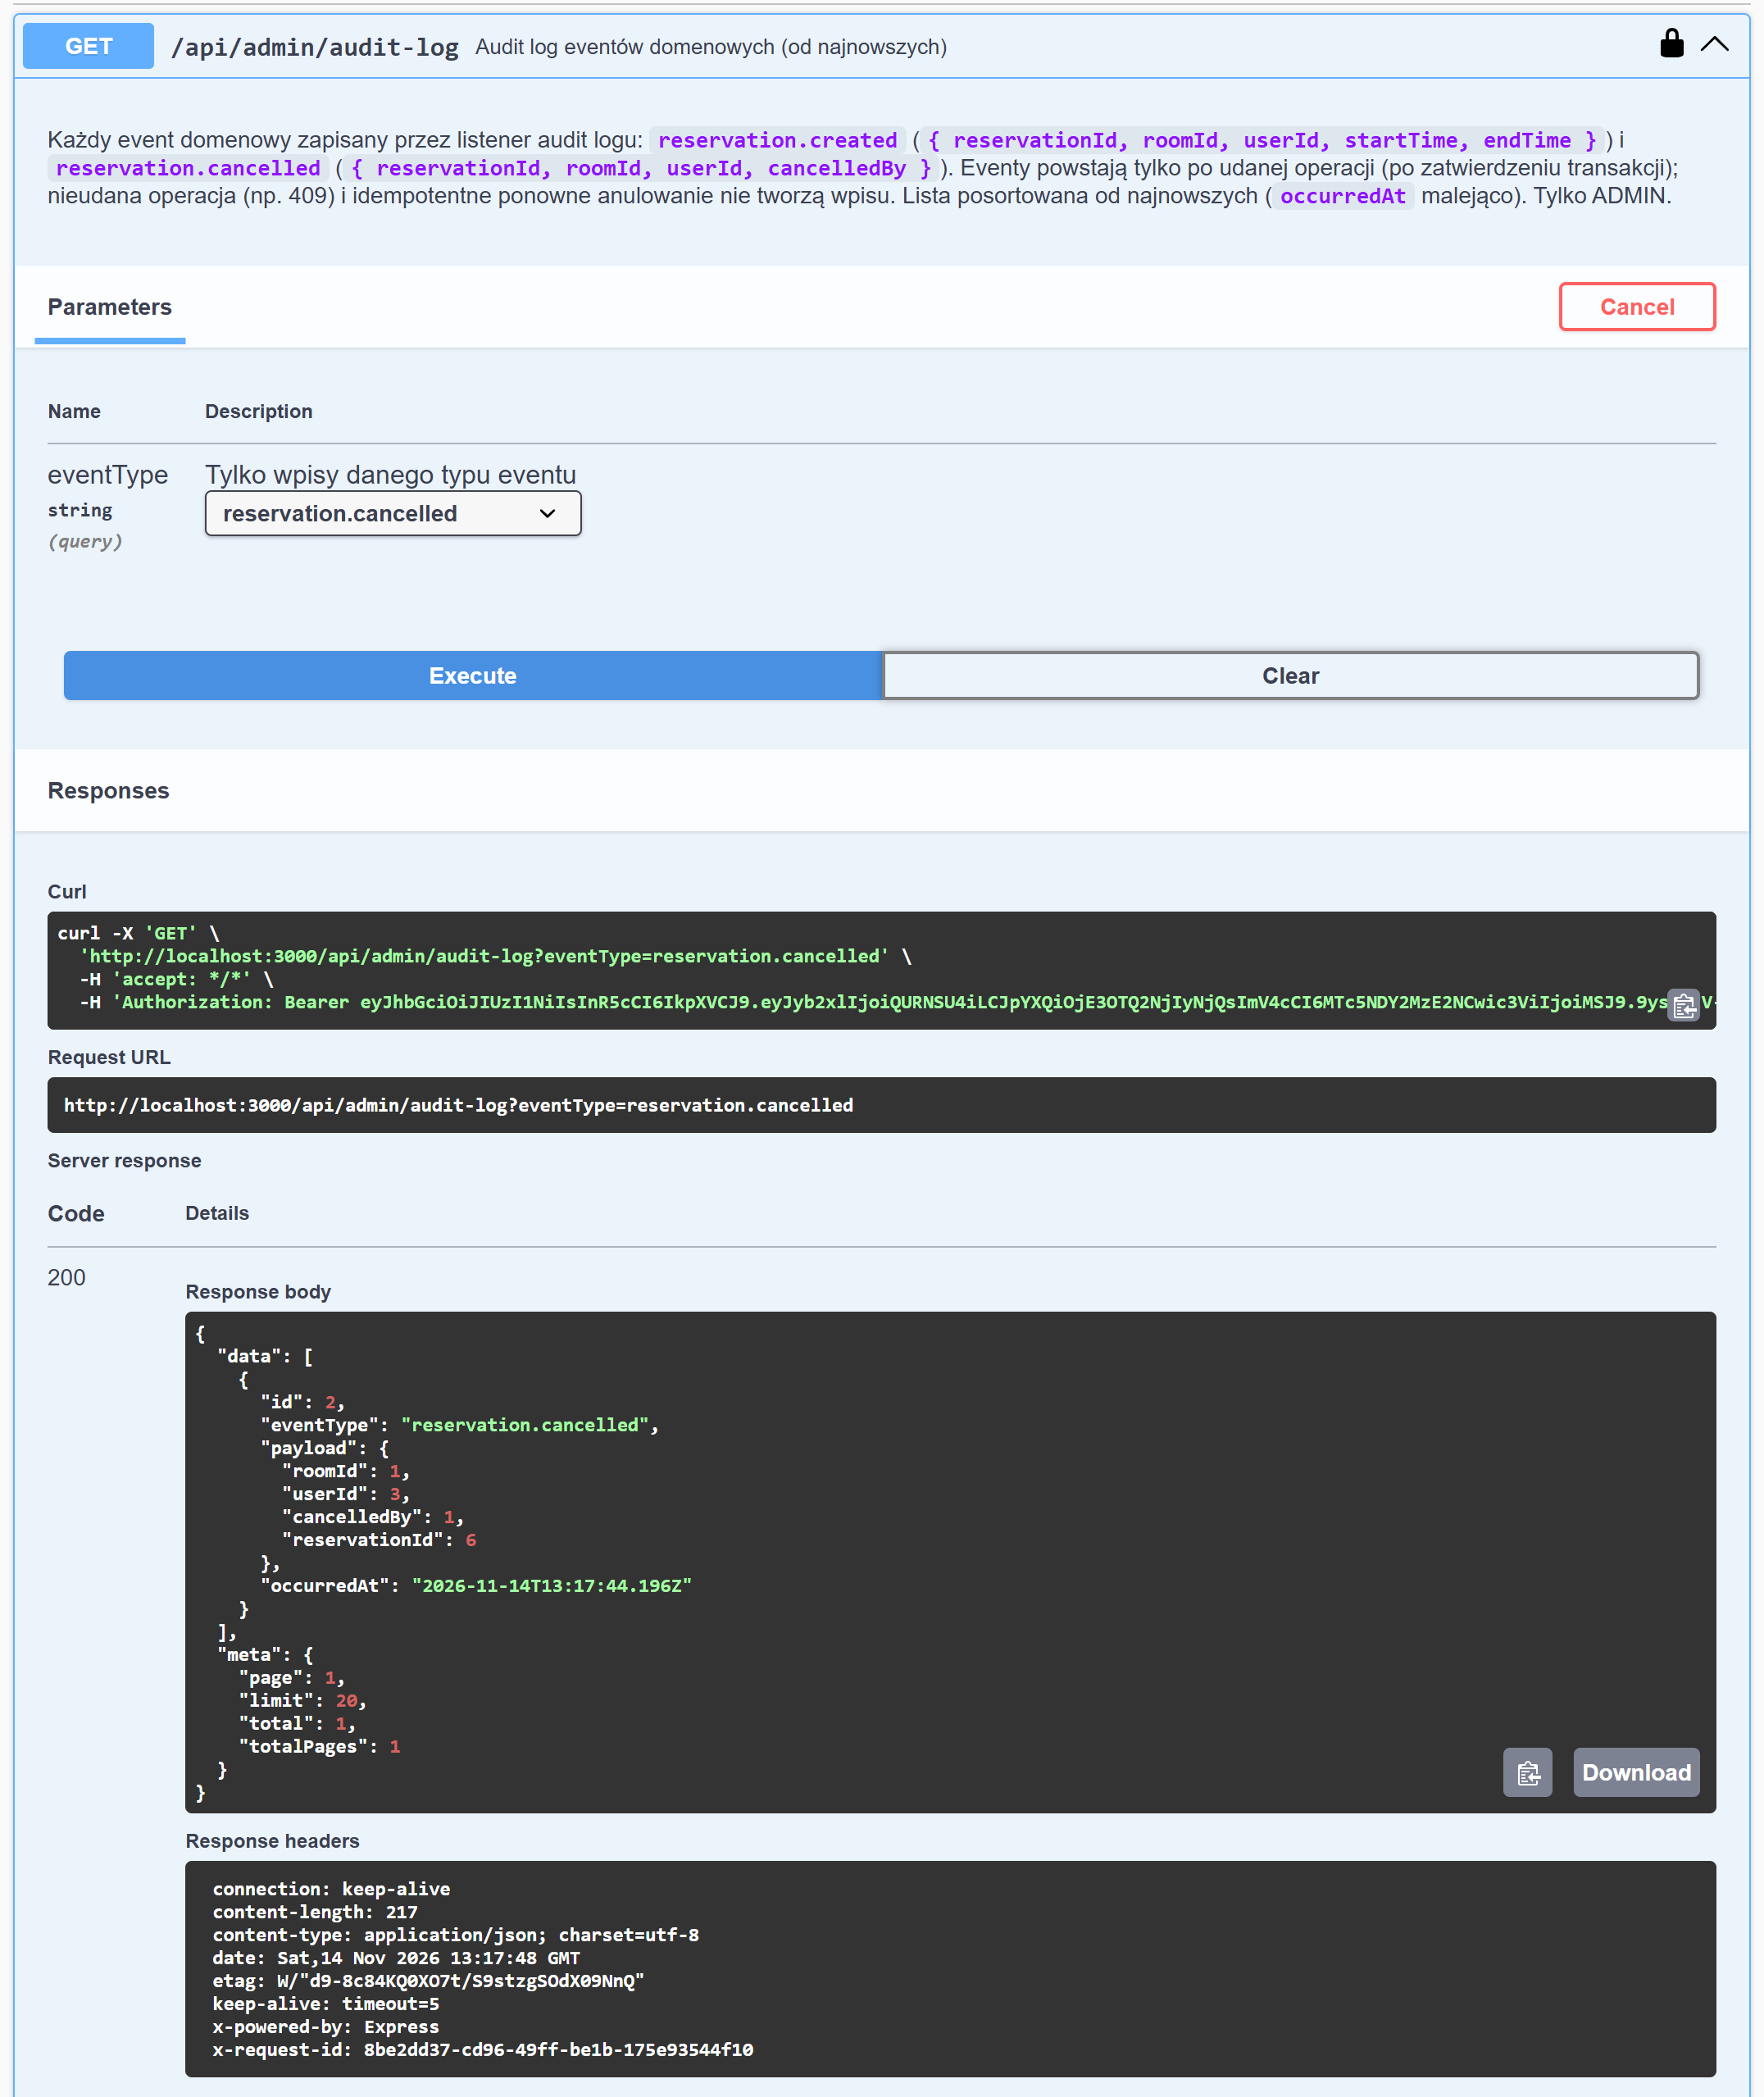 GET /api/admin/audit-log Audit log eventów domenowych (od najnowszych)
Każdy event domenowy zapisany przez listener audit logu: reservation.created ( { reservationId, roomId, userId, startTime, endTime } ) i
reservation.cancelled ( { reservationId, roomId, userId, cancelledBy } ). Eventy powstają tylko po udanej operacji (po zatwierdzeniu transakcji);
nieudana operacja (np. 409) i idempotentne ponowne anulowanie nie tworzą wpisu. Lista posortowana od najnowszych ( occurredAt malejąco). Tylko ADMIN.
Parameters
Cancel
Name Description
eventType Tylko wpisy danego typu eventu
string
reservation.cancelled
(query)
Execute
Clear
Responses
Curl
curl -X 'GET' \
'http://localhost:3000/api/admin/audit-log?eventType=reservation.cancelled' \
-H 'accept: */*' \
-H 'Authorization: Bearer eyJhbGciOiJIUzI1NiIsInR5cCI6IkpXVCJ9.eyJyb2xlIjoiQURNSU4iLCJpYXQiOjE3OTQ2NjIyNjQsImV4cCI6MTc5NDY2MzE2NCwic3ViIjoiMSJ9.9ys
Request URL
http://localhost:3000/api/admin/audit-log?eventType=reservation.cancelled
Server response
Code Details
200
Response body
{
"data": [
{
"id": 2,
"eventType": "reservation.cancelled",
"payload": {
"roomId": 1,
"userId": 3,
"cancelledBy": 1,
"reservationId": 6
},
"occurredAt": "2026-11-14T13:17:44.196Z"
}
],
"meta": {
"page": 1,
"limit": 20,
"total": 1,
"totalPages": 1
}
}
Download
Response headers
connection: keep-alive
content-length: 217
content-type: application/json; charset=utf-8
date: Sat,14 Nov 2026 13:17:48 GMT
etag: W/"d9-8c84KQ0XO7t/S9stzgSOdX09NnQ"
keep-alive: timeout=5
x-powered-by: Express
x-request-id: 8be2dd37-cd96-49ff-be1b-175e93544f10